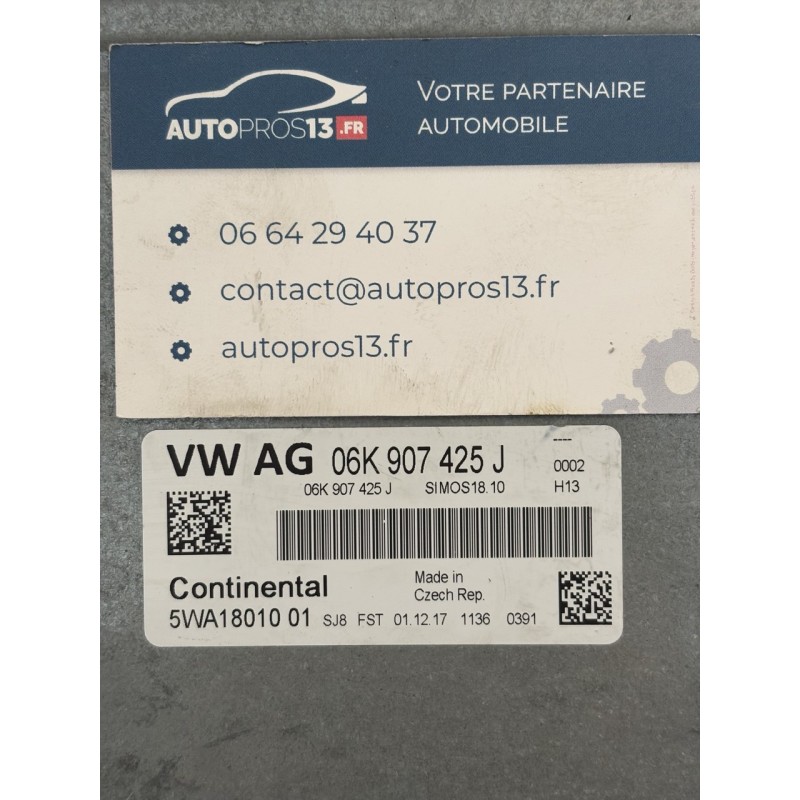 AUTOPROS13.FR
VOTRE PARTENAIRE
AUTOMOBILE
06 64 29 40 37
contact@autopros13.fr
autopros13.fr
VW AG 06K 907 425 J ----
0002
06K 907 425 J SIMOS18.10 H13
Continental
Made in
Czech Rep.
5WA18010 01 SJ8 FST 01.12.17 1136 0391